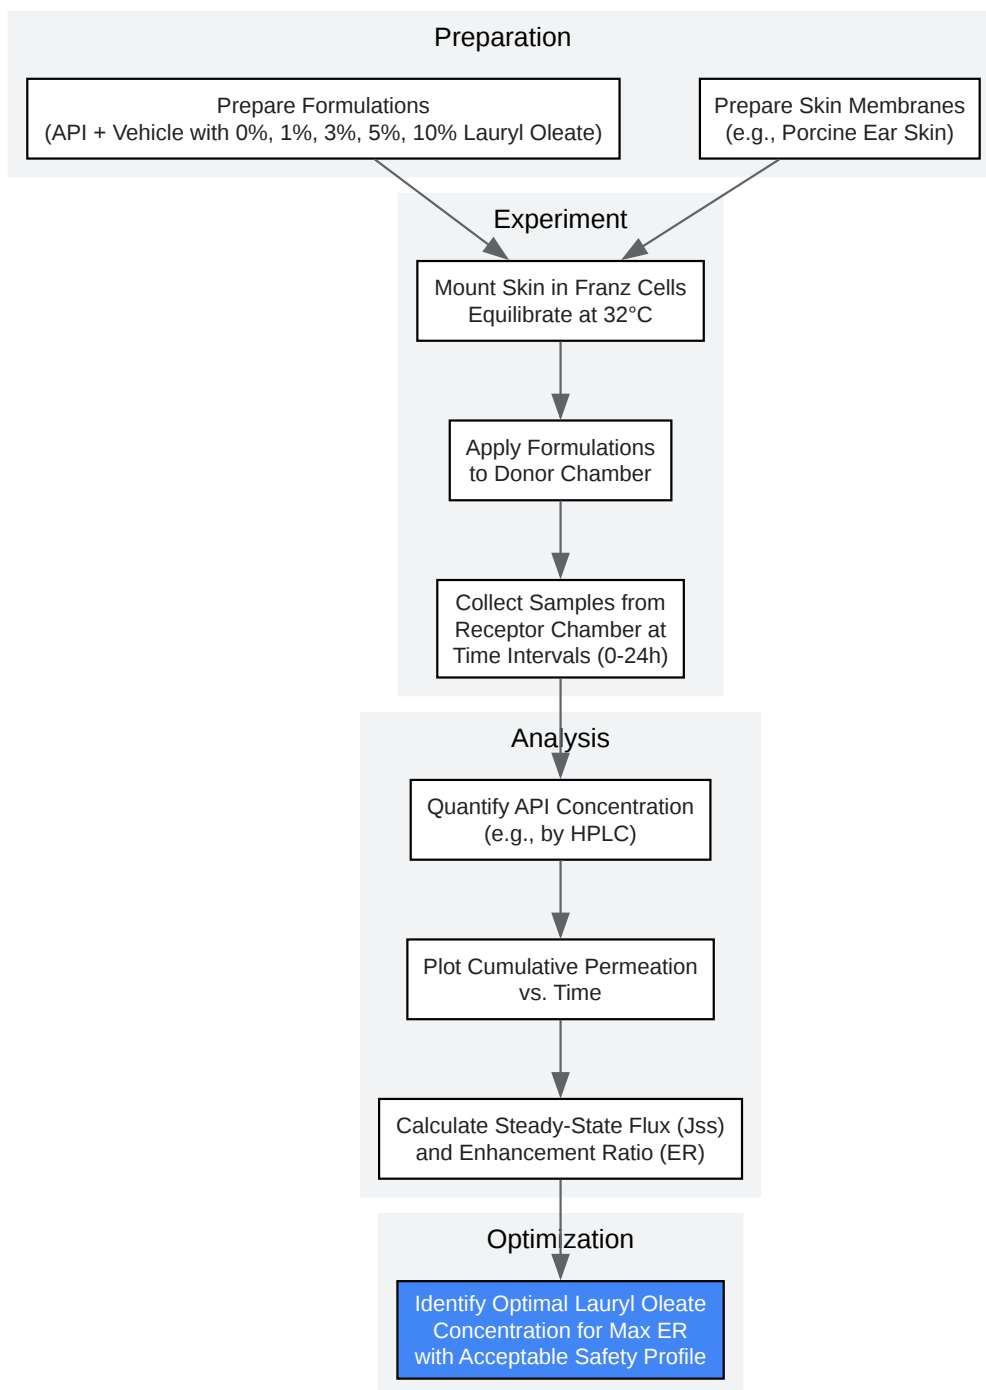 Preparation
Prepare Formulations
(API + Vehicle with 0%, 1%, 3%, 5%, 10% Lauryl Oleate)
Prepare Skin Membranes
(e.g., Porcine Ear Skin)
Experiment
Mount Skin in Franz Cells
Equilibrate at 32°C
Apply Formulations
to Donor Chamber
Collect Samples from
Receptor Chamber at
Time Intervals (0-24h)
Analysis
Quantify API Concentration
(e.g., by HPLC)
Plot Cumulative Permeation
vs. Time
Calculate Steady-State Flux (Jss)
and Enhancement Ratio (ER)
Optimization
Identify Optimal Lauryl Oleate
Concentration for Max ER
with Acceptable Safety Profile